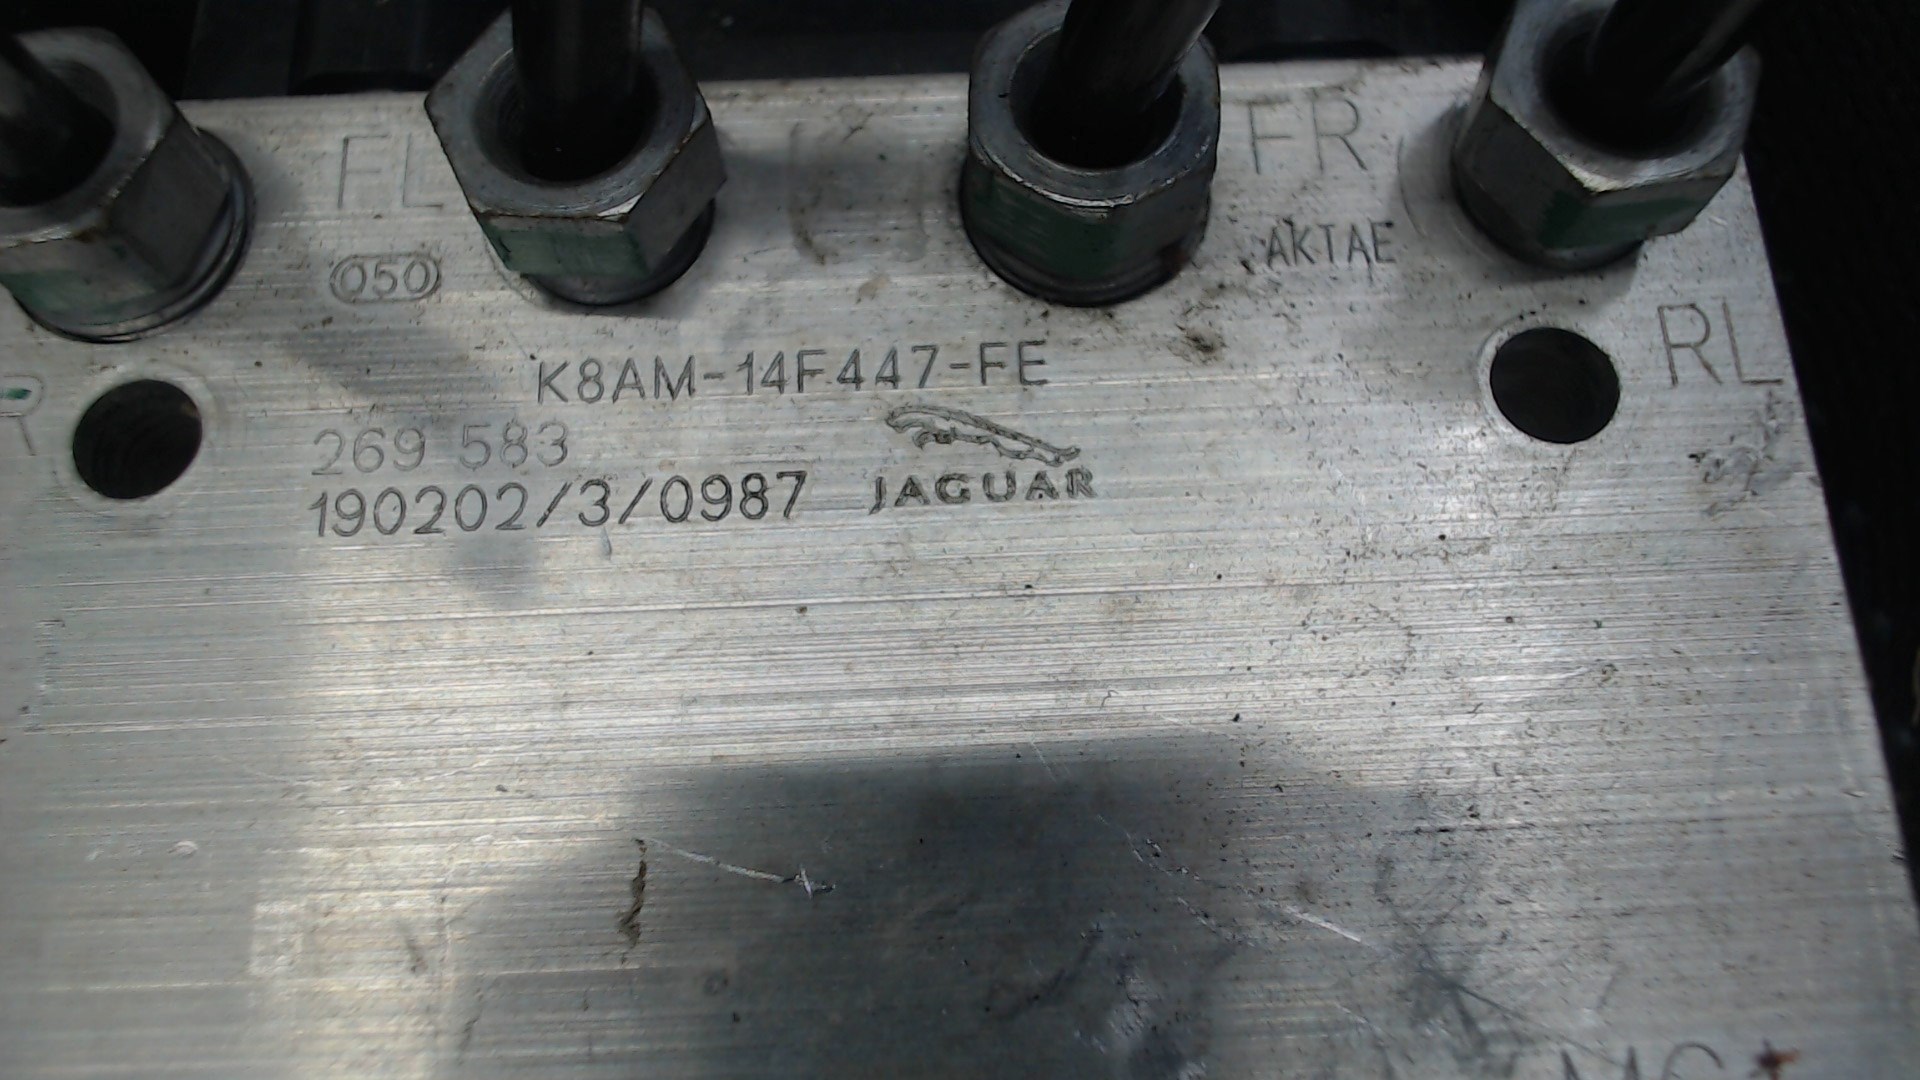 FL
FR
AKTAE
050
RL
K8AM-14F447-FE
269 583
190202/3/0987
JAGUAR
R